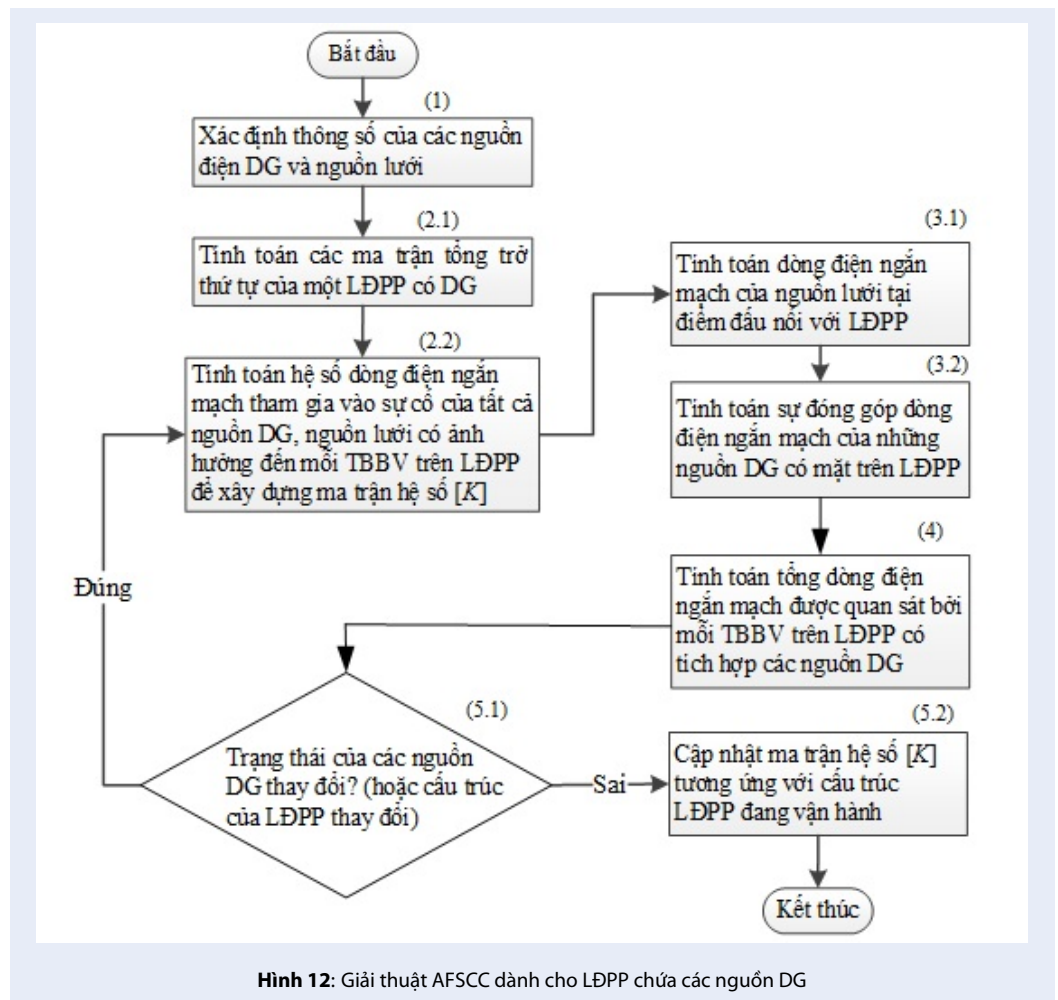 Bắt đầu
(1)
Xác định thông số của các nguồn
điện DG và nguồn lưới
(2.1)
Tính toán các ma trận tổng trở
thứ tự của một LĐPP có DG
(2.2)
Tính toán hệ số dòng điện ngắn
mạch tham gia vào sự cố của tất cả
nguồn DG, nguồn lưới có ảnh
hưởng đến mỗi TBBV trên LĐPP
để xây dựng ma trận hệ số [K]
(3.1)
Tính toán dòng điện ngắn
mạch của nguồn lưới tại
điểm đấu nối với LĐPP
(3.2)
Tính toán sự đóng góp dòng
điện ngắn mạch của những
nguồn DG có mặt trên LĐPP
(4)
Tính toán tổng dòng điện
ngắn mạch được quan sát bởi
mỗi TBBV trên LĐPP có
tích hợp các nguồn DG
Đúng
(5.1)
Trạng thái của các nguồn
DG thay đổi? (hoặc cấu trúc
của LĐPP thay đổi)
Sai
(5.2)
Cập nhật ma trận hệ số [K]
tương ứng với cấu trúc
LĐPP đang vận hành
Kết thúc
Hình 12: Giải thuật AFSCC dành cho LĐPP chứa các nguồn DG